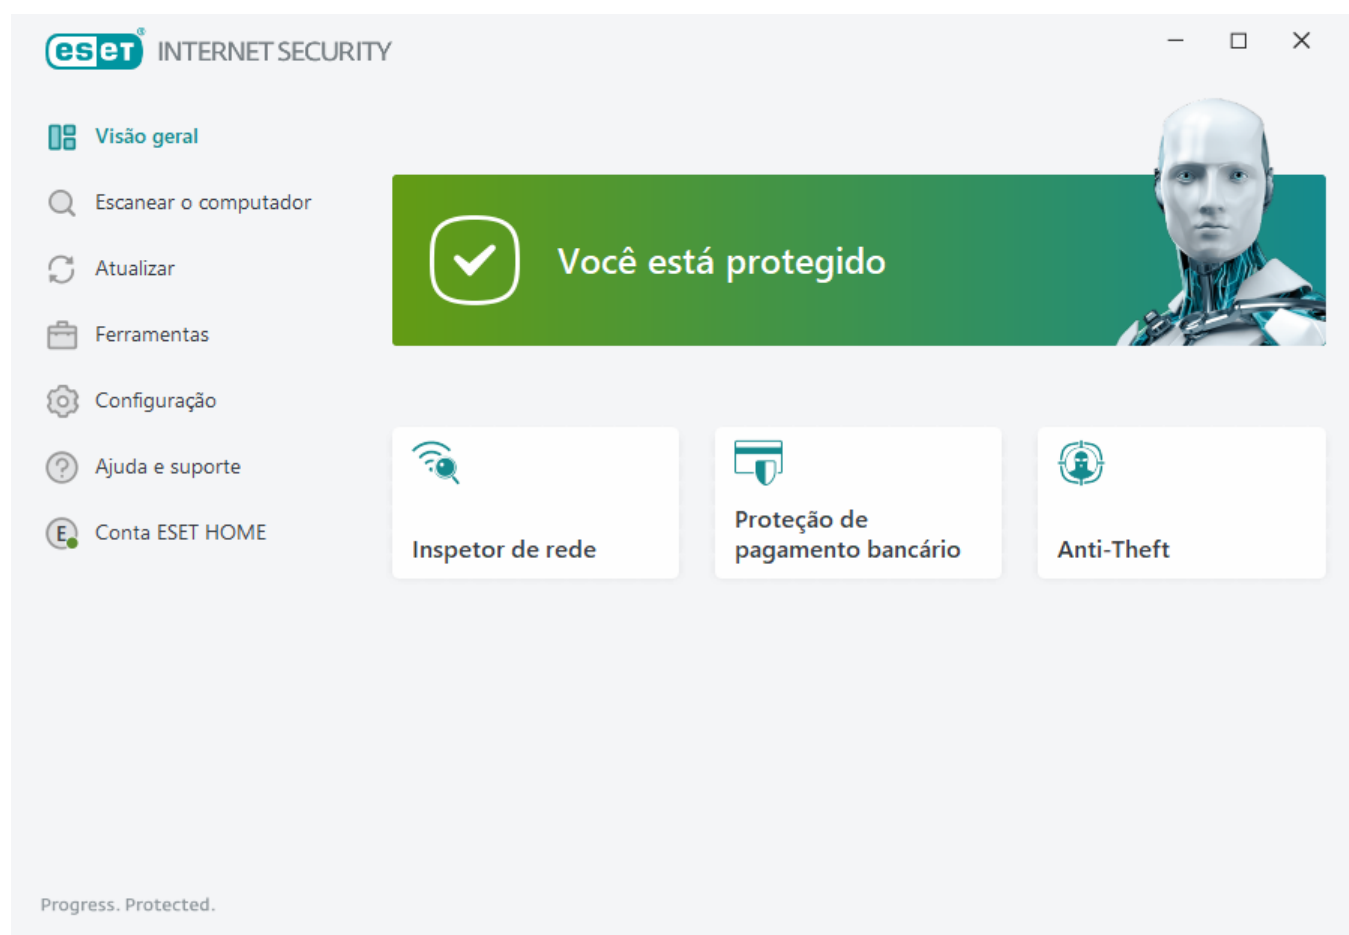 eset® INTERNET SECURITY
Visão geral
Escanear o computador
Atualizar
Ferramentas
Configuração
Ajuda e suporte
E
Conta ESET HOME
Você está protegido
Inspetor de rede
Proteção de
pagamento bancário
Anti-Theft
Progress. Protected.